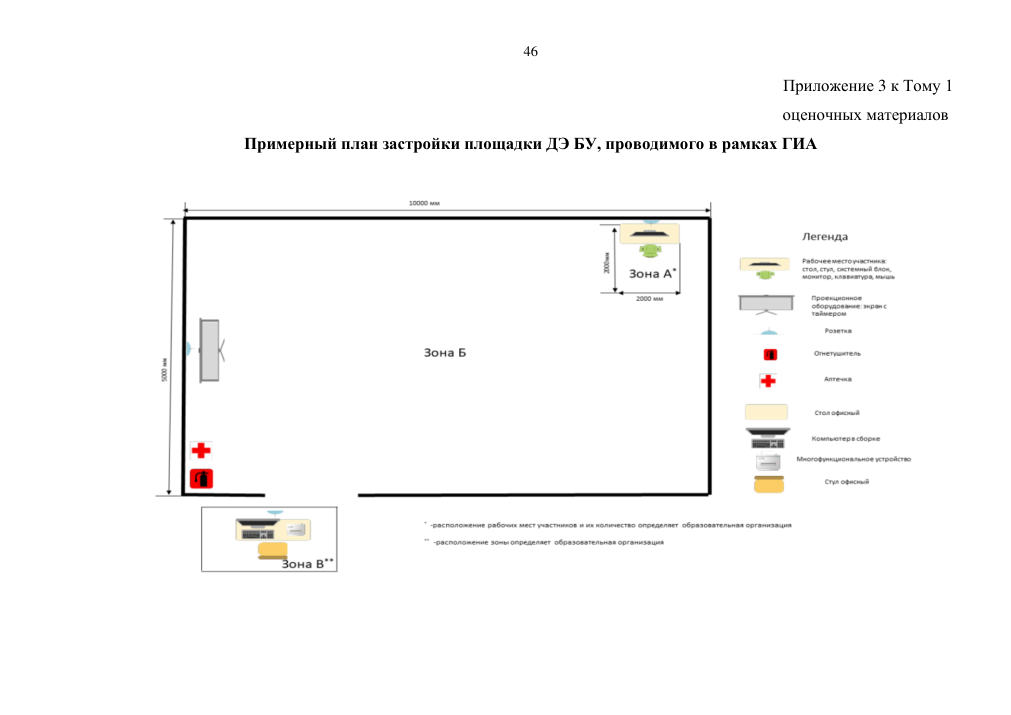 46
Приложение 3 к Тому 1
оценочных материалов
Примерный план застройки площадки ДЭ БУ, проводимого в рамках ГИА
10000 мм
5000 мм
2000мм
Зона А*
2000 мм
Зона Б
Зона В**
Легенда
Рабочее место участника:
стол, стул, системный блок,
монитор, клавиатура, мышь
Проекционное
оборудование: экран с
таймером
Розетка
Огнетушитель
Аптечка
Стол офисный
Компьютер в сборке
Многофункциональное устройство
Стул офисный
* -расположение рабочих мест участников и их количество определяет образовательная организация
** -расположение зоны определяет образовательная организация